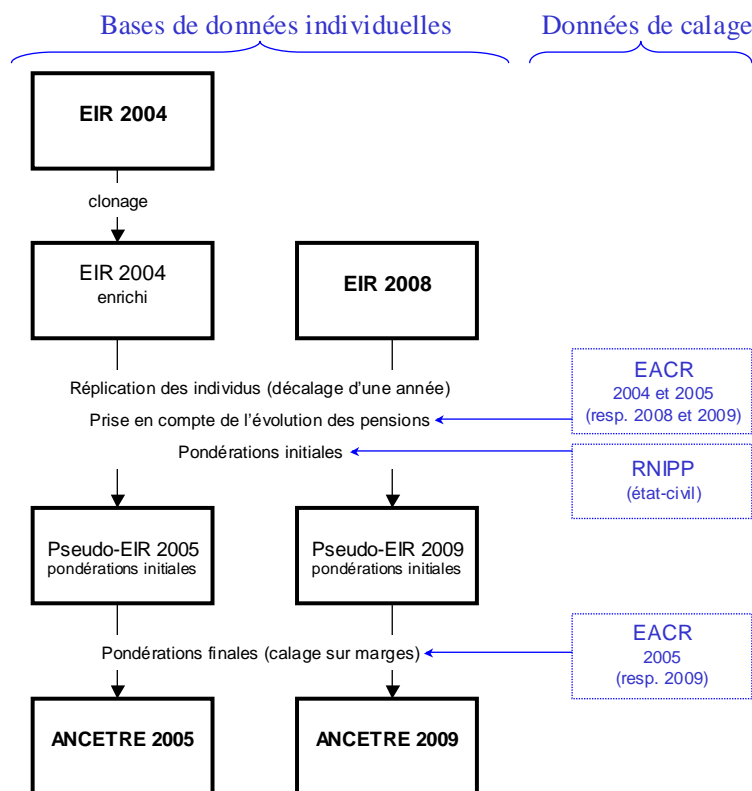 Bases de données individuelles
Données de calage
EIR 2004
clonage
EIR 2004
enrichi
EIR 2008
Réplication des individus (décalage d'une année)
Prise en compte de l'évolution des pensions
Pondérations initiales
EACR
2004 et 2005
(resp. 2008 et 2009)
RNIPP
(état-civil)
Pseudo-EIR 2005
pondérations initiales
Pseudo-EIR 2009
pondérations initiales
Pondérations finales (calage sur marges)
EACR
2005
(resp. 2009)
ANCETRE 2005
ANCETRE 2009